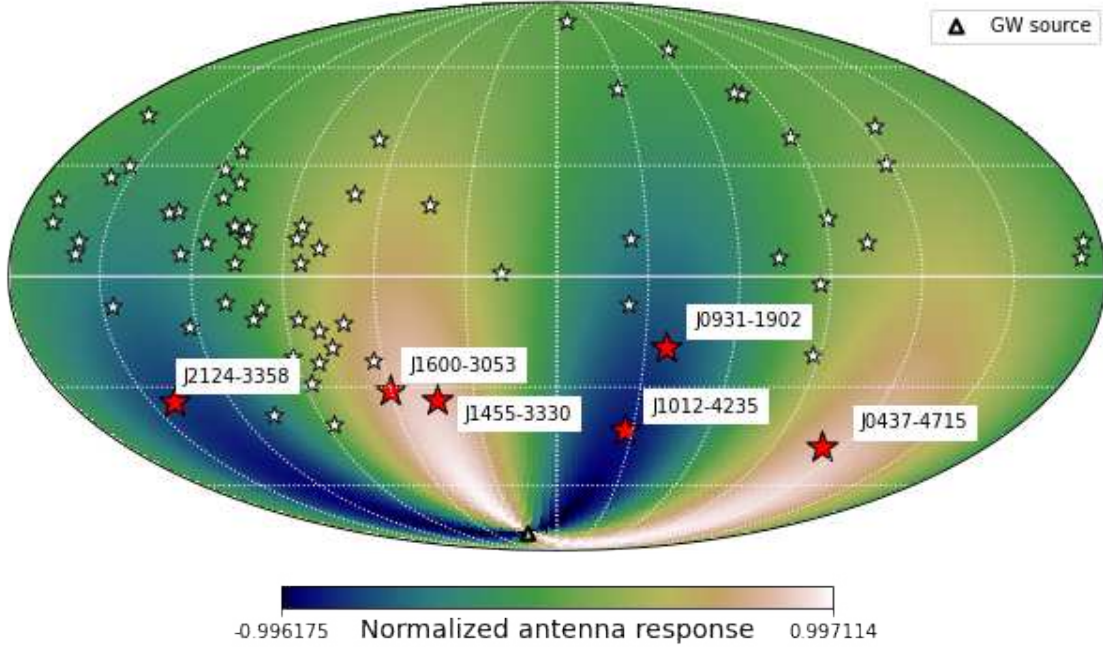 GW source
J0931-1902
J2124-3358
J1600-3053
J1455-3330
J1012-4235
J0437-4715
-0.996175
Normalized antenna response
0.997114